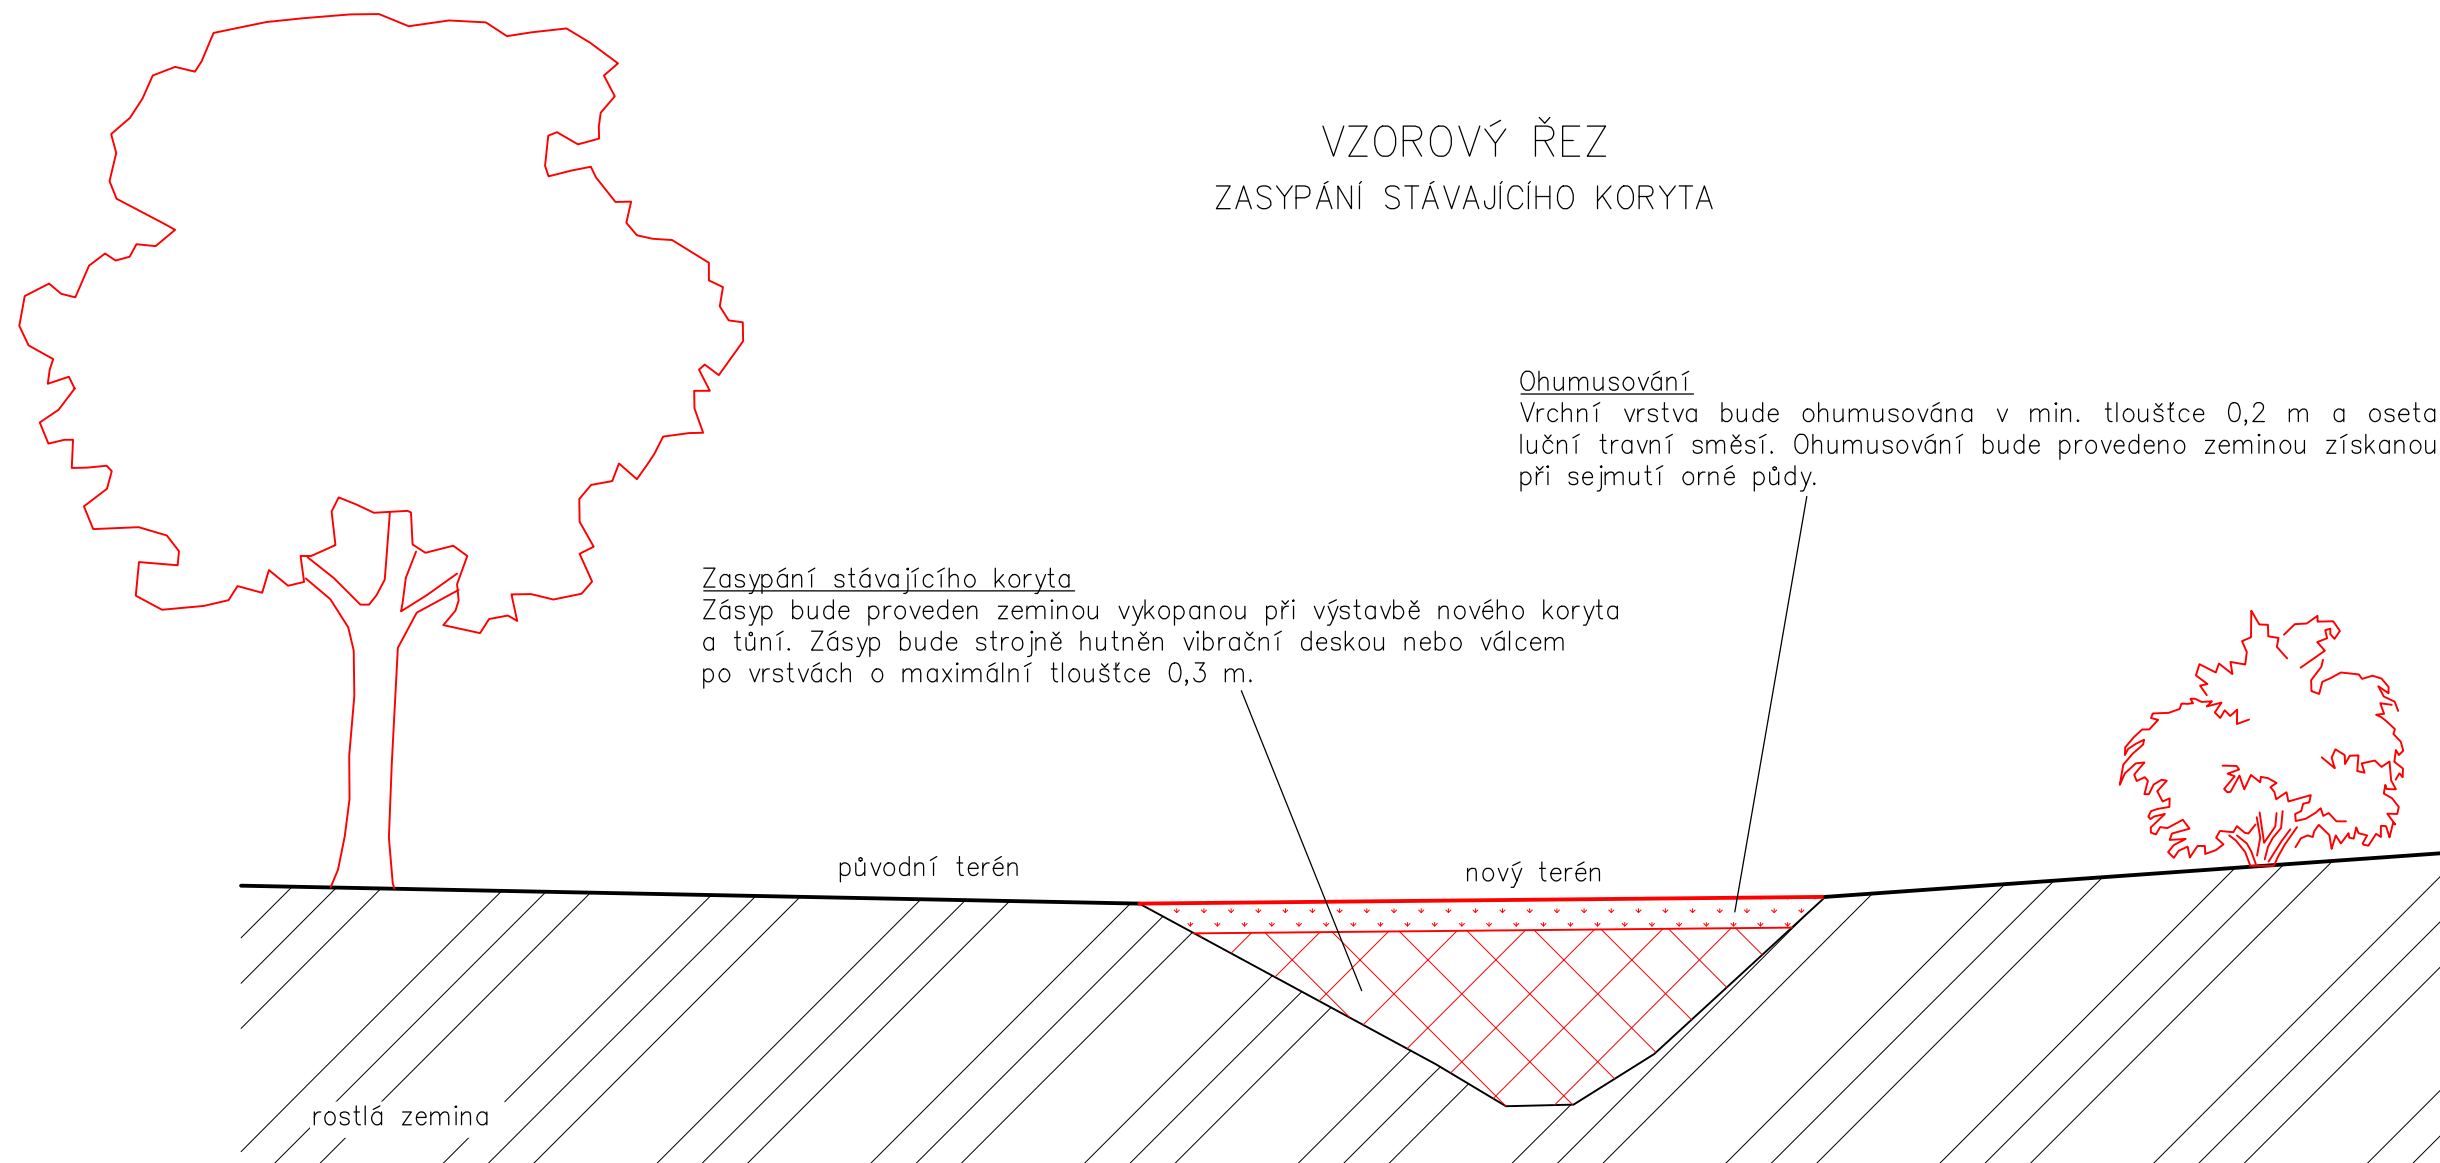 VZOROVÝ ŘEZ
ZASYPÁNÍ STÁVAJÍCÍHO KORYTA
Ohumusování
Vrchní vrstva bude ohumusována v min. tloušťce 0,2 m a oseta
luční travní směsí. Ohumusování bude provedeno zeminou získanou
při sejmutí orné půdy.
Zasypání stávajícího koryta
Zásyp bude proveden zeminou vykopanou při výstavbě nového koryta
a tůní. Zásyp bude strojně hutněn vibrační deskou nebo válcem
po vrstvách o maximální tloušťce 0,3 m.
původní terén
nový terén
rostlá zemina